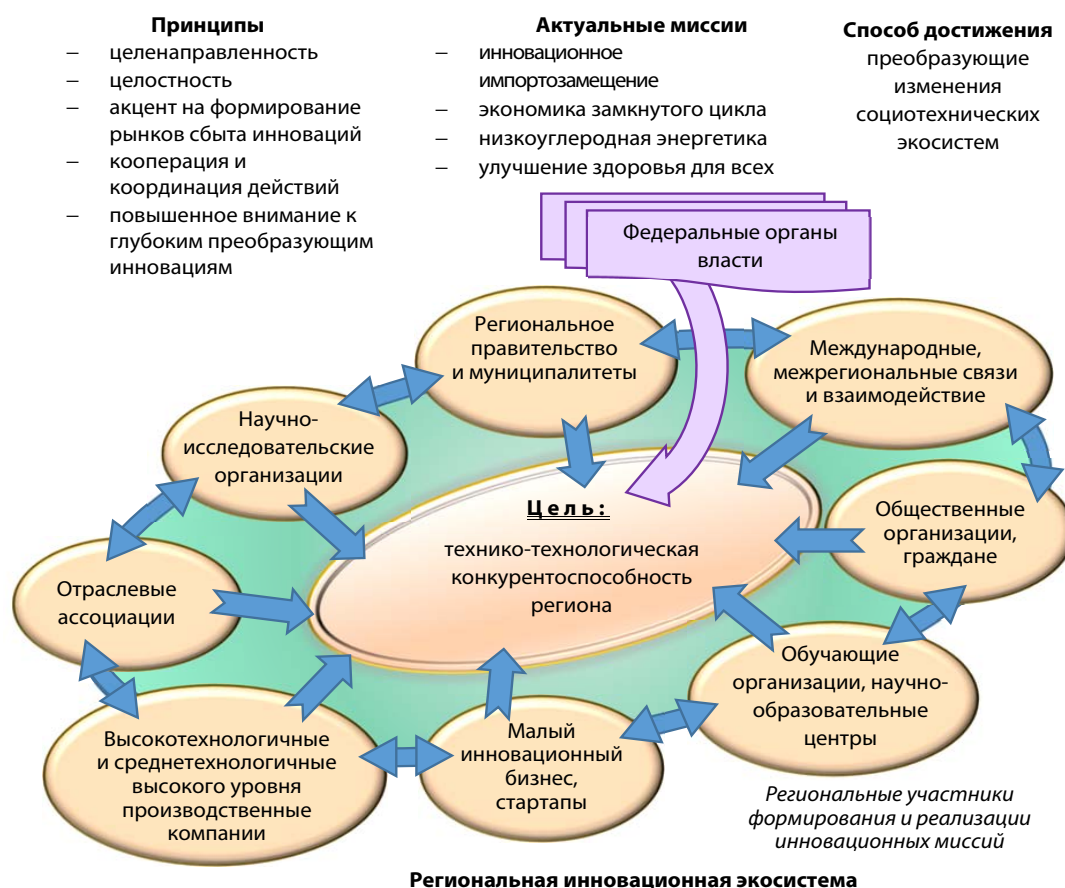 Принципы
– целенаправленность
– целостность
– акцент на формирование
рынков сбыта инноваций
– кооперация и
координация действий
– повышенное внимание к
глубоким преобразующим
инновациям
Актуальные миссии
– инновационное
импортозамещение
– экономика замкнутого цикла
– низкоуглеродная энергетика
– улучшение здоровья для всех
Способ достижения
преобразующие
изменения
социотехнических
экосистем
Федеральные органы
власти
Региональное
правительство
и муниципалитеты
Международные,
межрегиональные связи
и взаимодействие
Научно-
исследовательские
организации
Общественные
организации,
граждане
Цель:
технико-технологическая
конкурентоспособность
региона
Отраслевые
ассоциации
Обучающие
организации, научно-
образовательные
центры
Высокотехнологичные
и среднетехнологичные
высокого уровня
производственные
компании
Малый
инновационный
бизнес,
стартапы
Региональные участники
формирования и реализации
инновационных миссий
Региональная инновационная экосистема